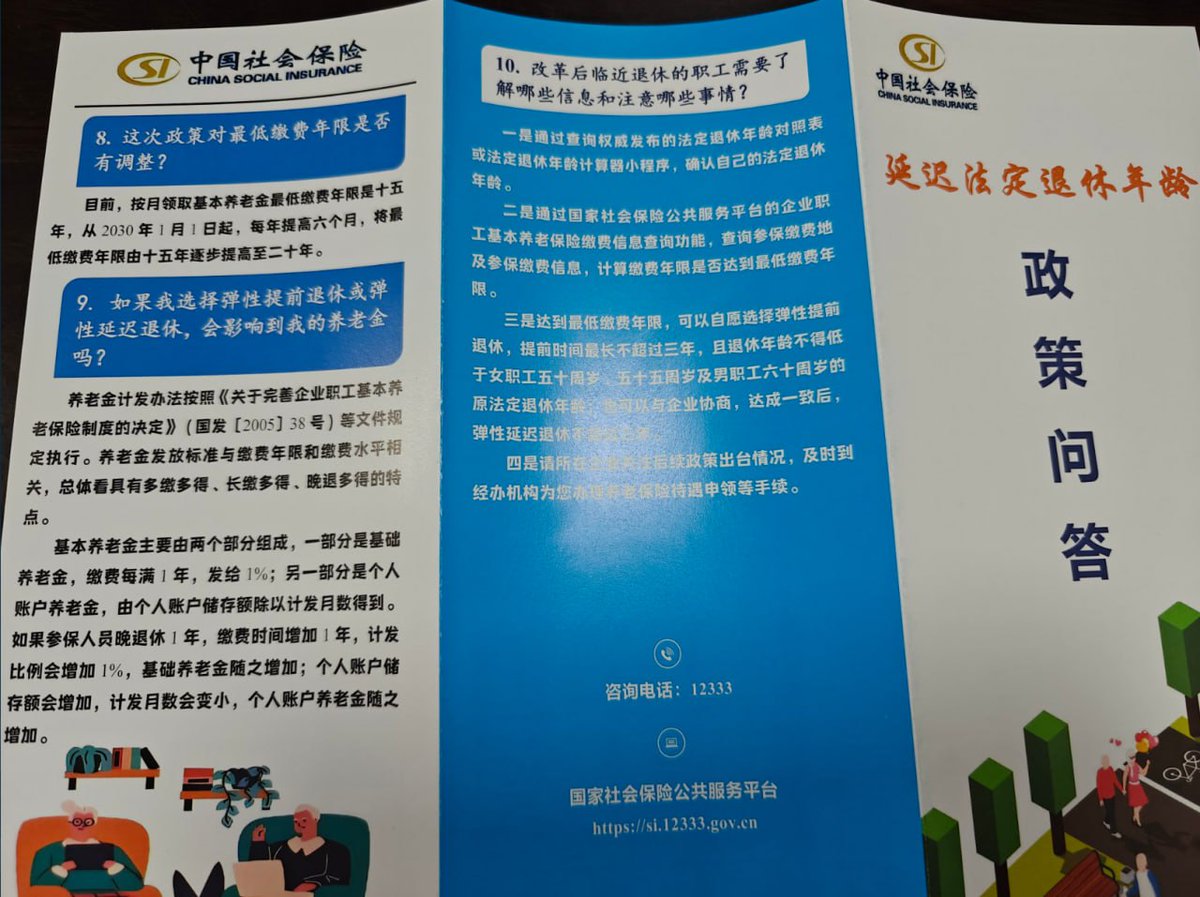 中国社会保险
CHINA SOCIAL INSURANCE
8. 这次政策对最低缴费年限是否
有调整？
目前，按月领取基本养老金最低缴费年限是十五
年，从 2030 年 1 月 1 日起，每年提高六个月，将最
低缴费年限由十五年逐步提高至二十年。
9. 如果我选择弹性提前退休或弹
性延迟退休，会影响到我的养老金
吗？
养老金计发办法按照《关于完善企业职工基本养
老保险制度的决定》（国发［2005］38 号）等文件规
定执行。养老金发放标准与缴费年限和缴费水平相
关，总体看具有多缴多得、长缴多得、晚退多得的特
点。
基本养老金主要由两个部分组成，一部分是基础
养老金，缴费每满 1 年，发给 1%；另一部分是个人
账户养老金，由个人账户储存额除以计发月数得到。
如果参保人员晚退休 1 年，缴费时间增加 1 年，计发
比例会增加 1%，基础养老金随之增加；个人账户储
存额会增加，计发月数会变小，个人账户养老金随之
增加。
10. 改革后临近退休的职工需要了
解哪些信息和注意哪些事情？
一是通过查询权威发布的法定退休年龄对照表
或法定退休年龄计算器小程序，确认自己的法定退休
年龄。
二是通过国家社会保险公共服务平台的企业职
工基本养老保险缴费信息查询功能，查询参保缴费地
及参保缴费信息，计算缴费年限是否达到最低缴费年
限。
三是达到最低缴费年限，可以自愿选择弹性提前
退休，提前时间最长不超过三年，且退休年龄不得低
于女职工五十周岁、五十五周岁及男职工六十周岁的
原法定退休年龄。也可以与企业协商，达成一致后，
弹性延迟退休不
四是请所在 后续政策出台情况，及时到
经办机构为您办理养老保险待遇申领等手续。
咨询电话：12333
国家社会保险公共服务平台
https://si.12333.gov.cn
SI
中国社会保险
CHINA SOCIAL INSURANCE
延迟法定退休年龄
政
策
问
答